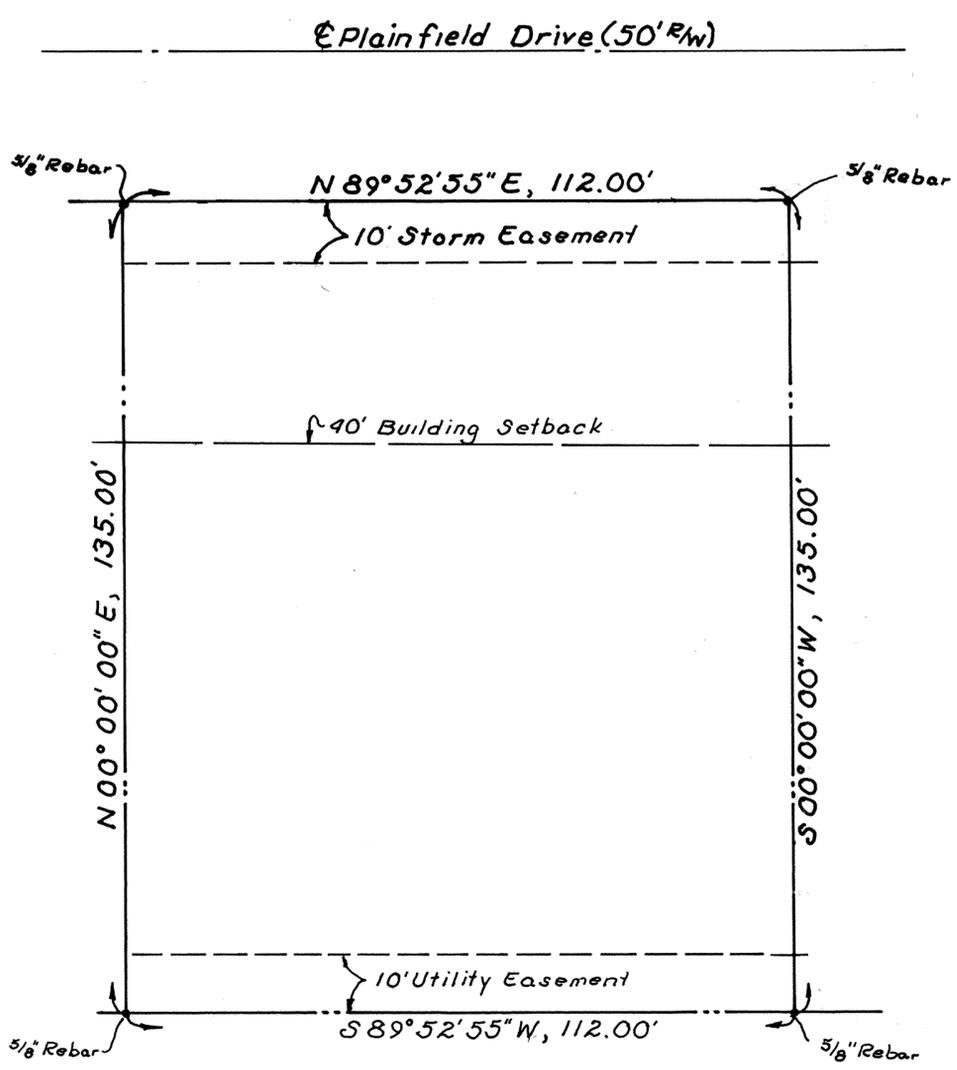 ℄ Plainfield Drive (50' R/W)
5/8" Rebar
N 89° 52' 55" E, 112.00'
5/8" Rebar
10' Storm Easement
40' Building Setback
N 00° 00' 00" E, 135.00'
S 00° 00' 00" W, 135.00'
10' Utility Easement
S 89° 52' 55" W, 112.00'
5/8" Rebar
5/8" Rebar